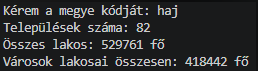 Kérem a megye kódját: haj
Települések száma: 82
Összes lakos: 529761 fő
Városok lakosai összesen: 418442 fő